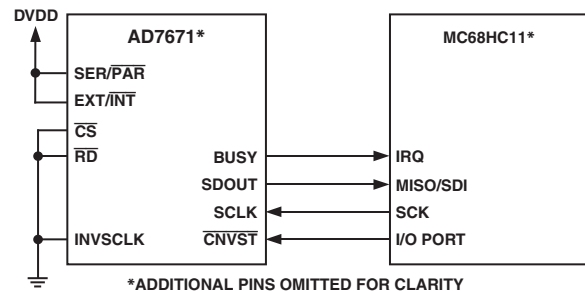 DVDD
AD7671*
MC68HC11*
SER/PAR
EXT/INT
CS
RD
BUSY
IRQ
SDOUT
MISO/SDI
SCLK
SCK
INVSCLK
CNVST
I/O PORT
*ADDITIONAL PINS OMITTED FOR CLARITY